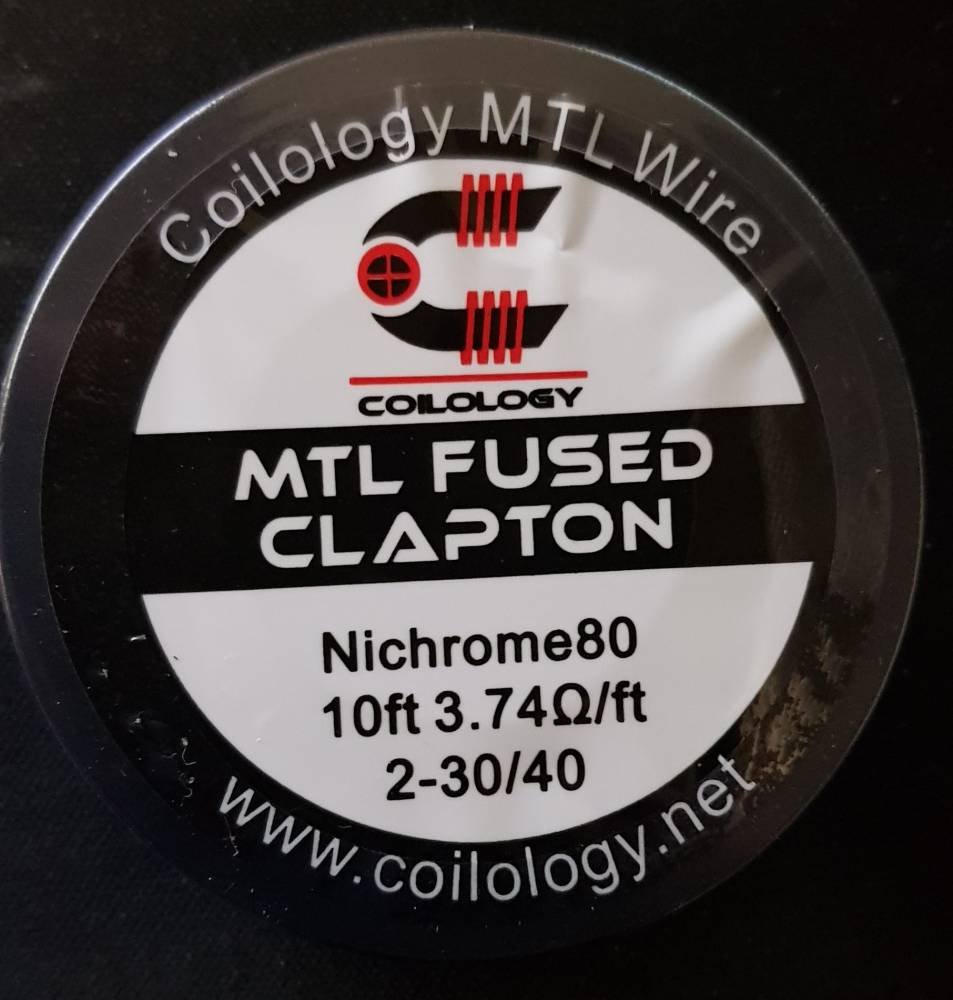 Coilology MTL Wire
COILOLOGY
MTL FUSED
CLAPTON
Nichrome80
10ft 3.74Ω/ft
2-30/40
www.coilology.net